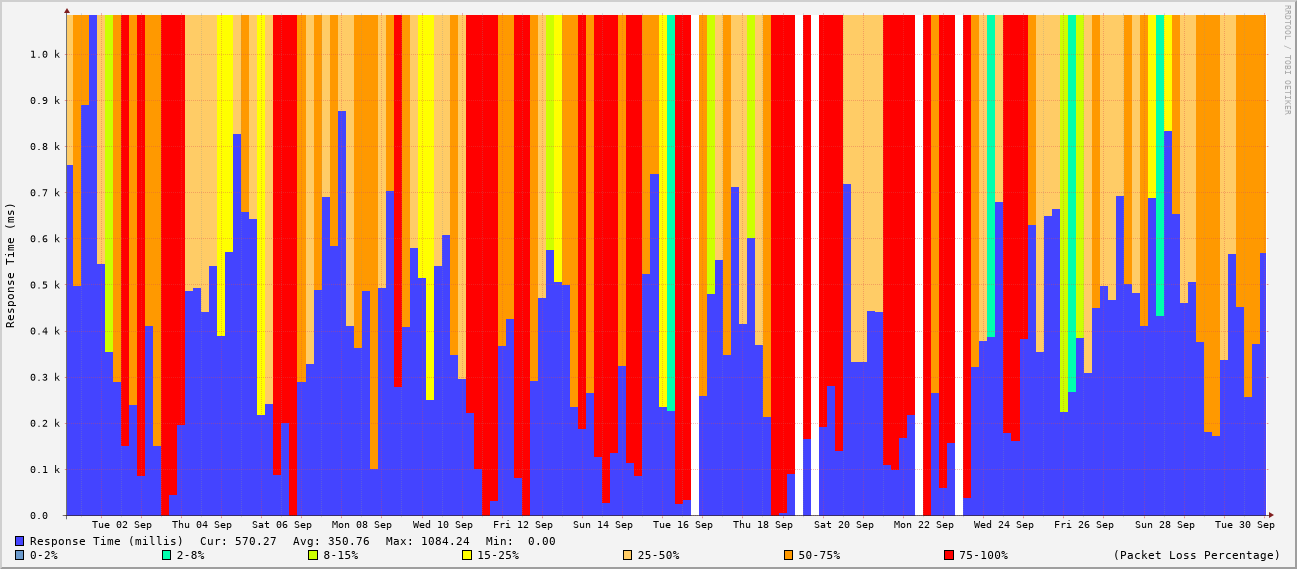 RRDTOOL / TOBI OETIKER
Response Time (ms)
1.0 k
0.9 k
0.8 k
0.7 k
0.6 k
0.5 k
0.4 k
0.3 k
0.2 k
0.1 k
0.0
Tue 02 Sep Thu 04 Sep Sat 06 Sep Mon 08 Sep Wed 10 Sep Fri 12 Sep Sun 14 Sep Tue 16 Sep Thu 18 Sep Sat 20 Sep Mon 22 Sep Wed 24 Sep Fri 26 Sep Sun 28 Sep Tue 30 Sep
Response Time (millis) Cur: 570.27 Avg: 350.76 Max: 1084.24 Min: 0.00
0-2% 2-8% 8-15% 15-25% 25-50% 50-75% 75-100% (Packet Loss Percentage)